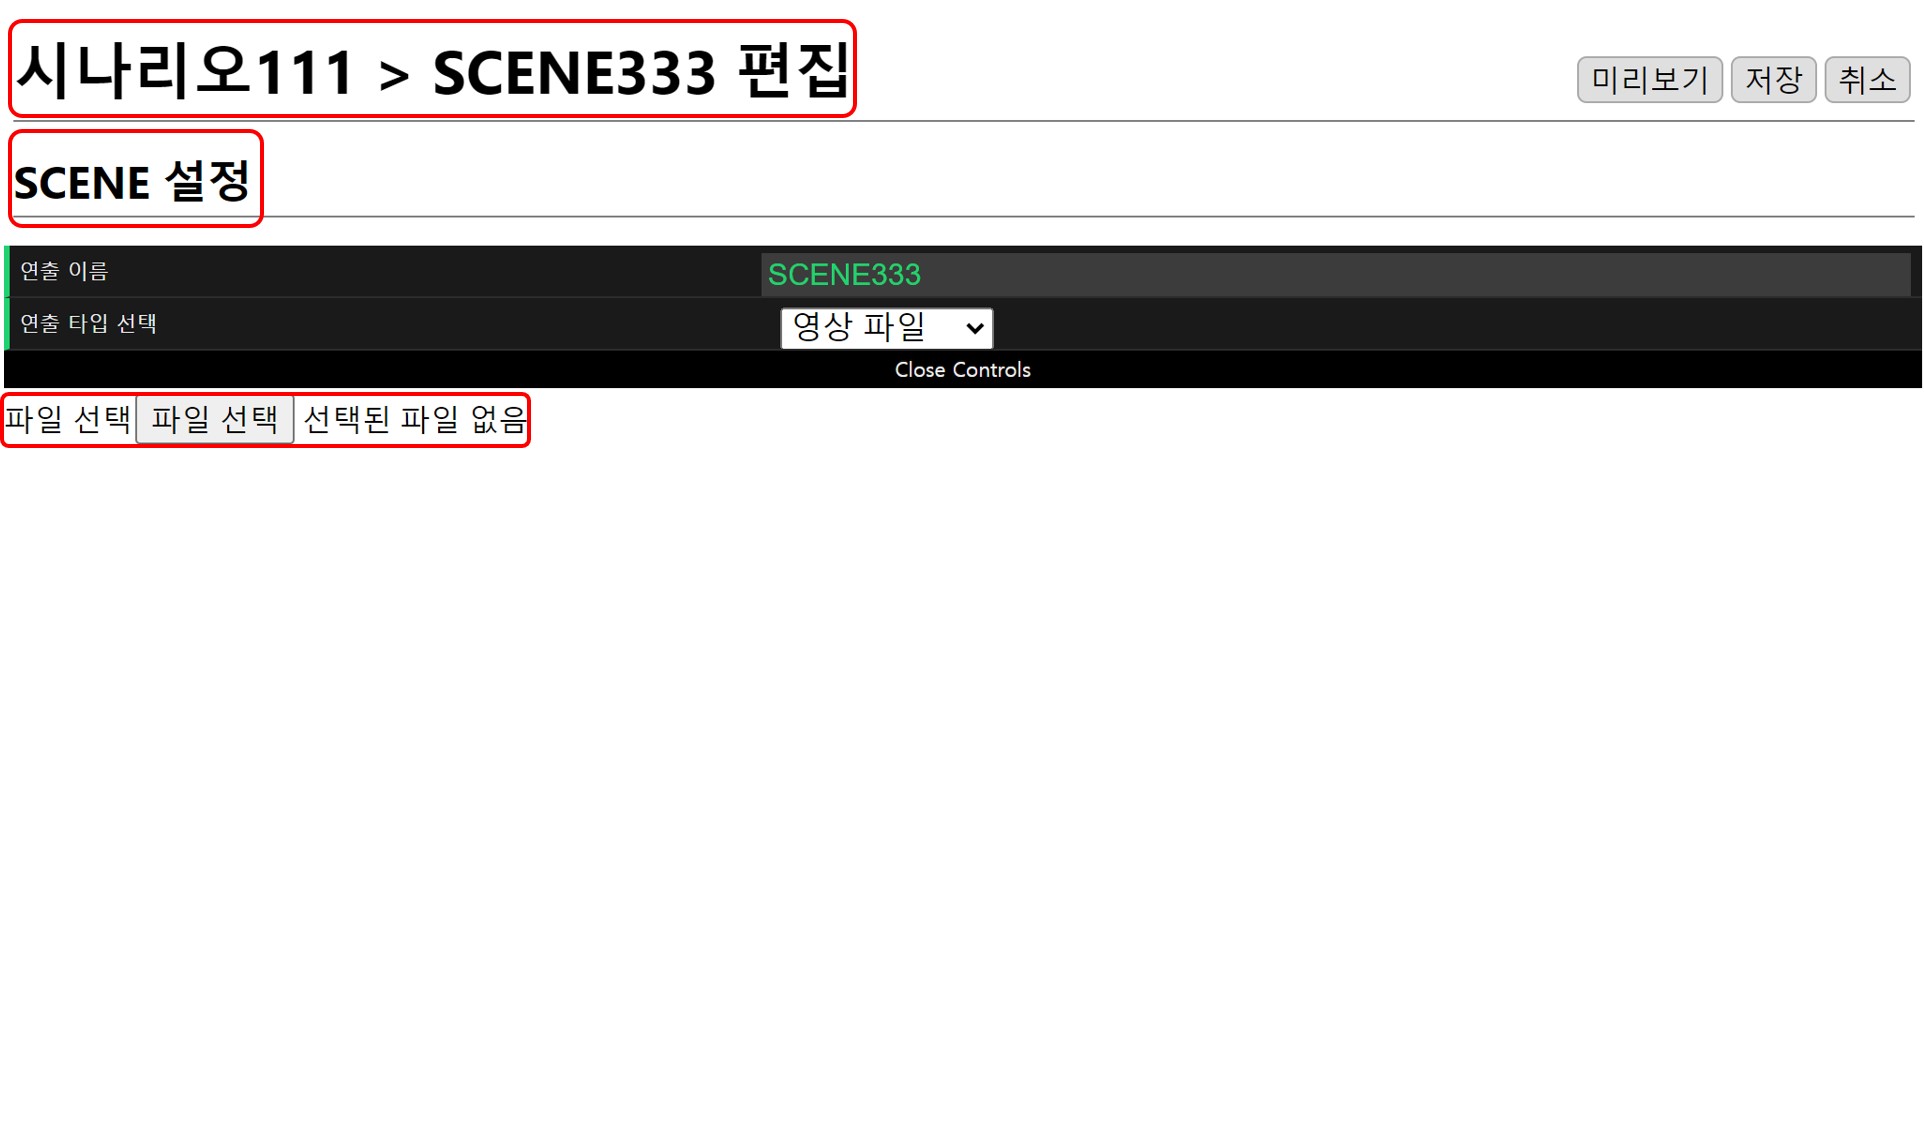 시나리오111 > SCENE333 편집
미리보기 저장 취소
SCENE 설정
연출 이름 SCENE333
연출 타입 선택 영상 파일
Close Controls
파일 선택 파일 선택 선택된 파일 없음